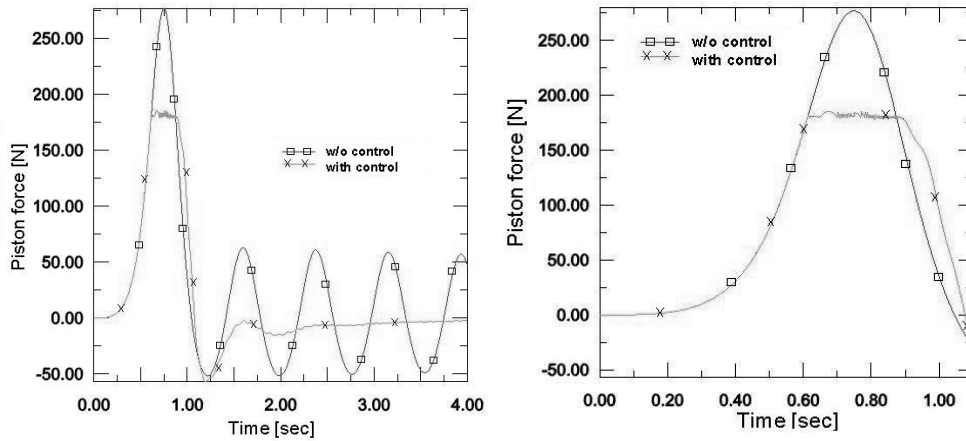 Piston force [N]
250.00
200.00
150.00
100.00
50.00
0.00
-50.00
w/o control
with control
0.00 1.00 2.00 3.00 4.00
Time [sec]
Piston force [N]
250.00
200.00
150.00
100.00
50.00
0.00
-50.00
w/o control
with control
0.00 0.20 0.40 0.60 0.80 1.00
Time [sec]